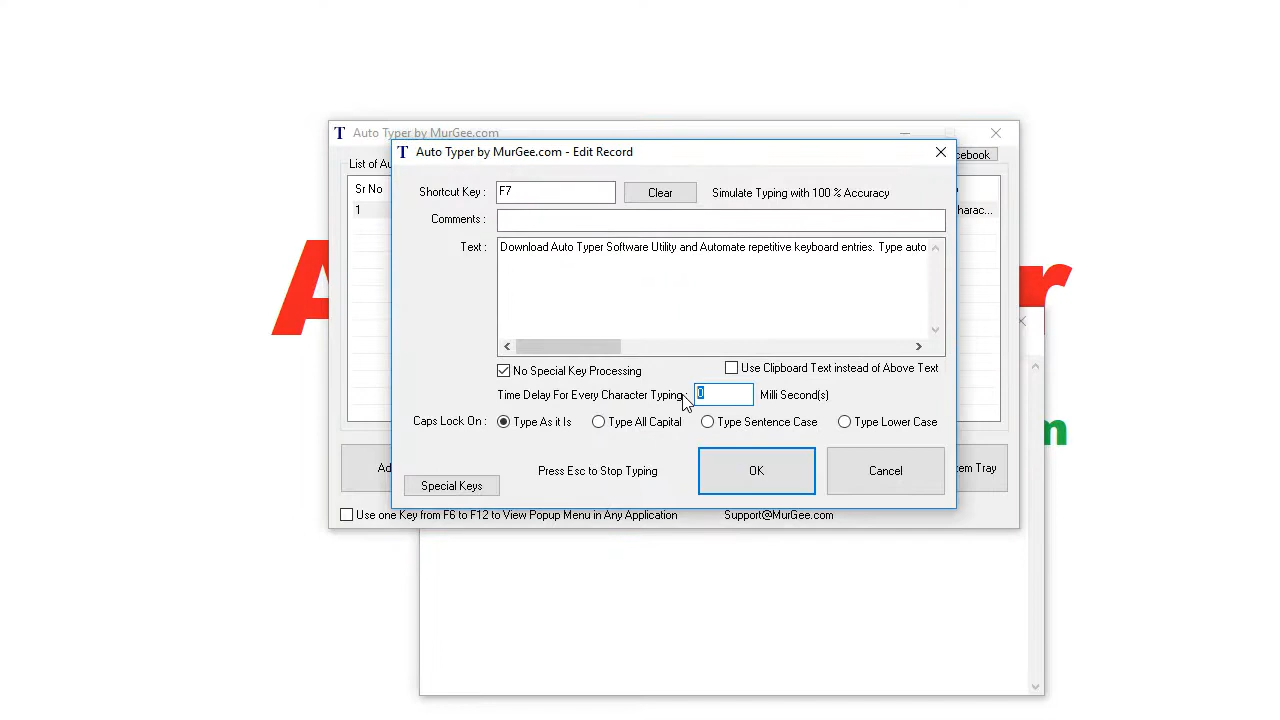 Auto Typer by MurGee.com
Auto Typer by MurGee.com - Edit Record
List of Au
Shortcut Key : F7 Clear Simulate Typing with 100 % Accuracy
Sr No
Comments :
1
Text : Download Auto Typer Software Utility and Automate repetitive keyboard entries. Type auto
No Special Key Processing Use Clipboard Text instead of Above Text
Time Delay For Every Character Typing : 0 Milli Second(s)
Caps Lock On : Type As it Is Type All Capital Type Sentence Case Type Lower Case
Ad
Press Esc to Stop Typing OK Cancel
Special Keys
Use one Key from F6 to F12 to View Popup Menu in Any Application Support@MurGee.com